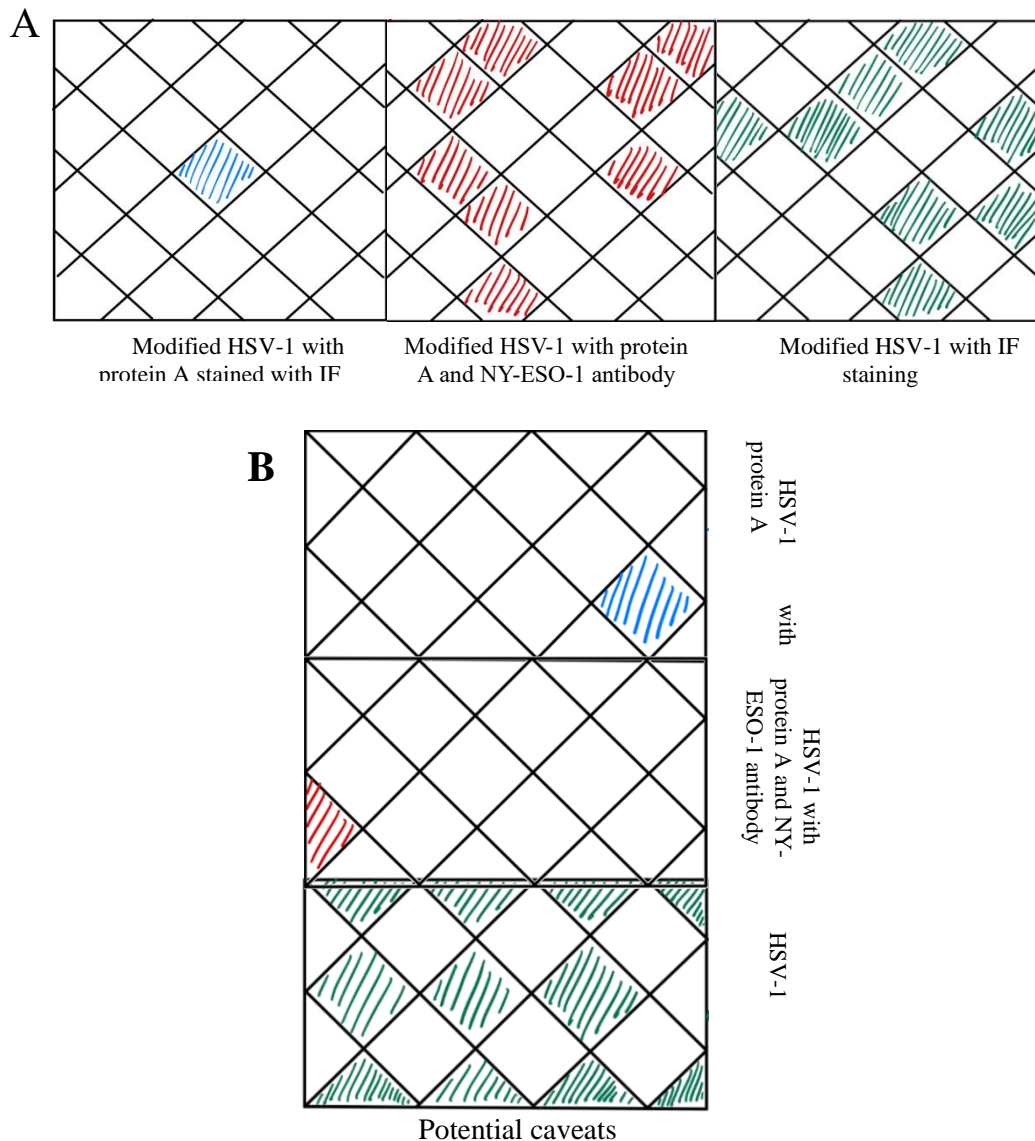 A
Modified HSV-1 with
protein A stained with IF
Modified HSV-1 with protein
A and NY-ESO-1 antibody
Modified HSV-1 with IF
staining
B
HSV-1 with
protein A
HSV-1 with
protein A and NY-
ESO-1 antibody
HSV-1
Potential caveats